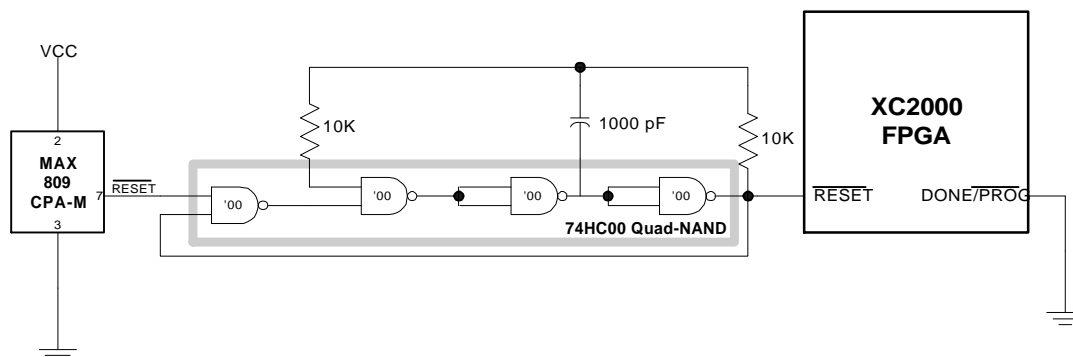 VCC
2
MAX
809
CPA-M
7
3
RESET
10K
1000 pF
10K
'00
'00
'00
'00
74HC00 Quad-NAND
XC2000
FPGA
RESET
DONE/PROG